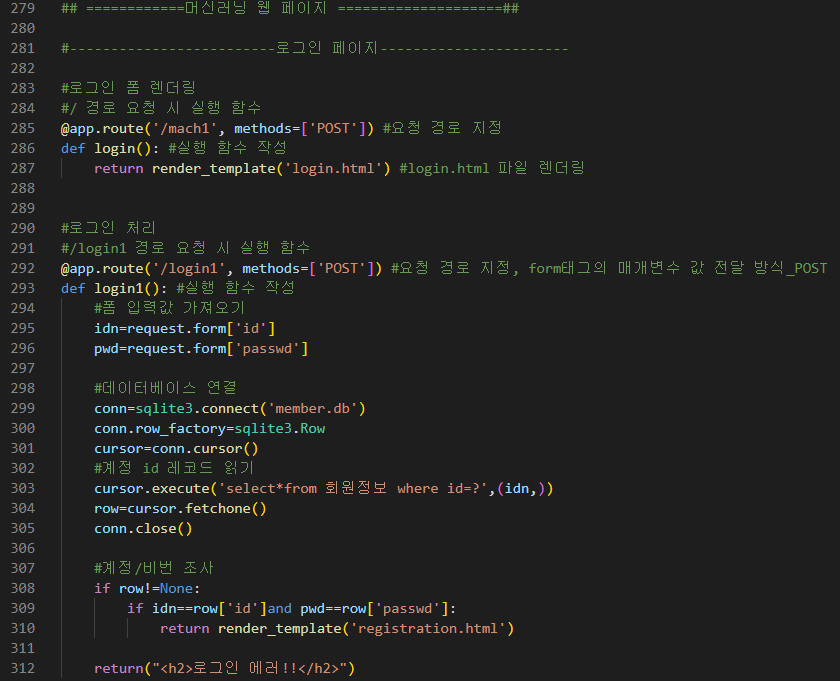 279 ## ============머신러닝 웹 페이지 ====================##
280
281 #-------------------------로그인 페이지-----------------------
282
283 #로그인 폼 렌더링
284 #/ 경로 요청 시 실행 함수
285 @app.route('/mach1', methods=['POST']) #요청 경로 지정
286 def login(): #실행 함수 작성
287     return render_template('login.html') #login.html 파일 렌더링
288
289
290 #로그인 처리
291 #/login1 경로 요청 시 실행 함수
292 @app.route('/login1', methods=['POST']) #요청 경로 지정, form태그의 매개변수 값 전달 방식_POST
293 def login1(): #실행 함수 작성
294     #폼 입력값 가져오기
295     idn=request.form['id']
296     pwd=request.form['passwd']
297
298     #데이터베이스 연결
299     conn=sqlite3.connect('member.db')
300     conn.row_factory=sqlite3.Row
301     cursor=conn.cursor()
302     #계정 id 레코드 읽기
303     cursor.execute('select*from 회원정보 where id=?',(idn,))
304     row=cursor.fetchone()
305     conn.close()
306
307     #계정/비번 조사
308     if row!=None:
309         if idn==row['id']and pwd==row['passwd']:
310             return render_template('registration.html')
311
312     return("<h2>로그인 에러!!</h2>")